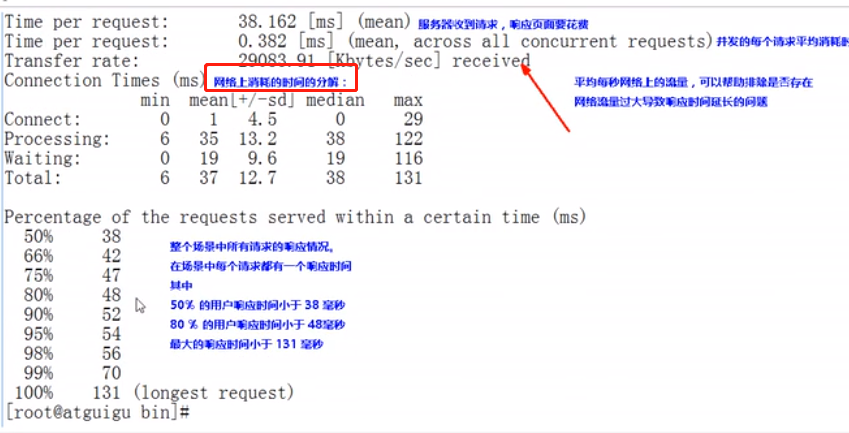 Time per request: 38.162 [ms] (mean) 服务器收到请求，响应页面要花费
Time per request: 0.382 [ms] (mean, across all concurrent requests) 并发的每个请求平均消耗时
Transfer rate: 29083.91 [Kbytes/sec] received
Connection Times (ms) 网络上消耗的时间的分解：
平均每秒网络上的流量，可以帮助排除是否存在
网络流量过大导致响应时间延长的问题
min mean[+/-sd] median max
Connect: 0 1 4.5 0 29
Processing: 6 35 13.2 38 122
Waiting: 0 19 9.6 19 116
Total: 6 37 12.7 38 131
Percentage of the requests served within a certain time (ms)
50% 38
66% 42
75% 47
80% 48
90% 52
95% 54
98% 56
99% 70
100% 131 (longest request)
整个场景中所有请求的响应情况。
在场景中每个请求都有一个响应时间
其中
50% 的用户响应时间小于 38 毫秒
80 % 的用户响应时间小于 48毫秒
最大的响应时间小于 131 毫秒
[root@atguigu bin]#